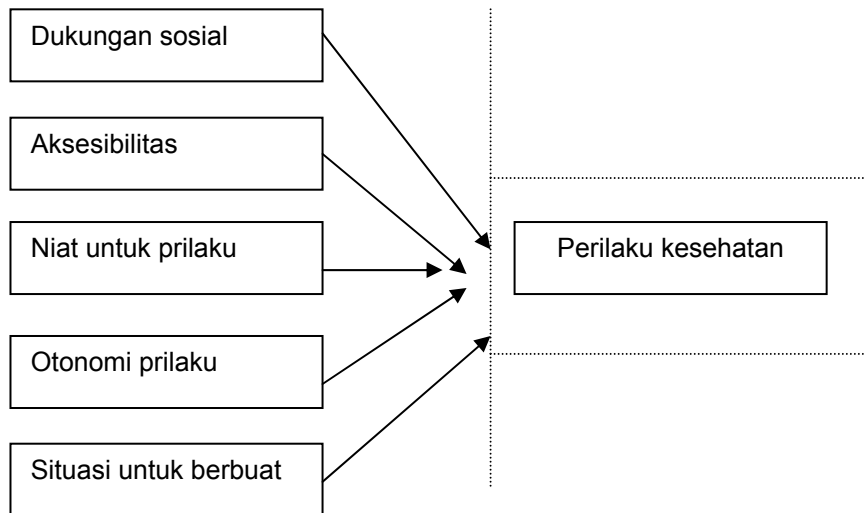 Dukungan sosial
Aksesibilitas
Niat untuk prilaku
Perilaku kesehatan
Otonomi prilaku
Situasi untuk berbuat